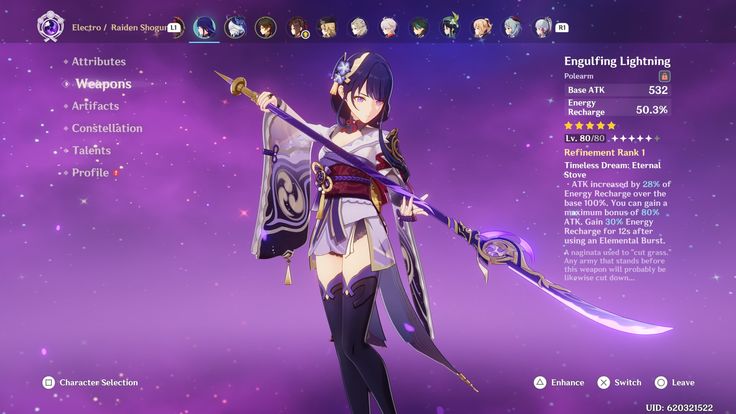 Electro / Raiden Shogun
L1
R1
Attributes
Weapons
Artifacts
Constellation
Talents
Profile
Engulfing Lightning
Polearm
Base ATK 532
Energy
Recharge 50.3%
Lv. 80/80
Refinement Rank 1
Timeless Dream: Eternal
Stove
· ATK increased by 28% of
Energy Recharge over the
base 100%. You can gain a
maximum bonus of 80%
ATK. Gain 30% Energy
Recharge for 12s after
using an Elemental Burst.
A naginata used to "cut grass."
Any army that stands before
this weapon will probably be
likewise cut down...
Character Selection
Enhance
Switch
Leave
UID: 620321522